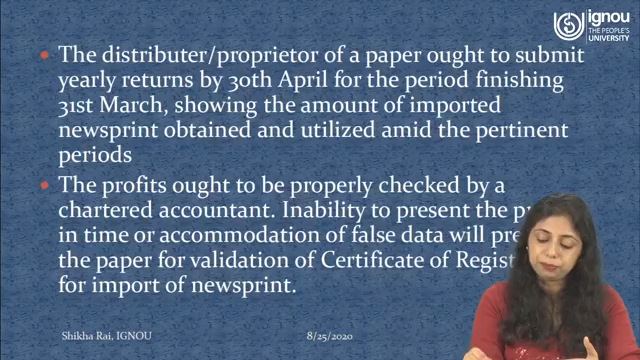 ignou
THE PEOPLE'S
UNIVERSITY
• The distributer/proprietor of a paper ought to submit
yearly returns by 30th April for the period finishing
31st March, showing the amount of imported
newsprint obtained and utilized amid the pertinent
periods
• The profits ought to be properly checked by a
chartered accountant. Inability to present the
in time or accommodation of false data will
the paper for validation of Certificate of
for import of newsprint.
Shikha Rai, IGNOU 8/25/2020